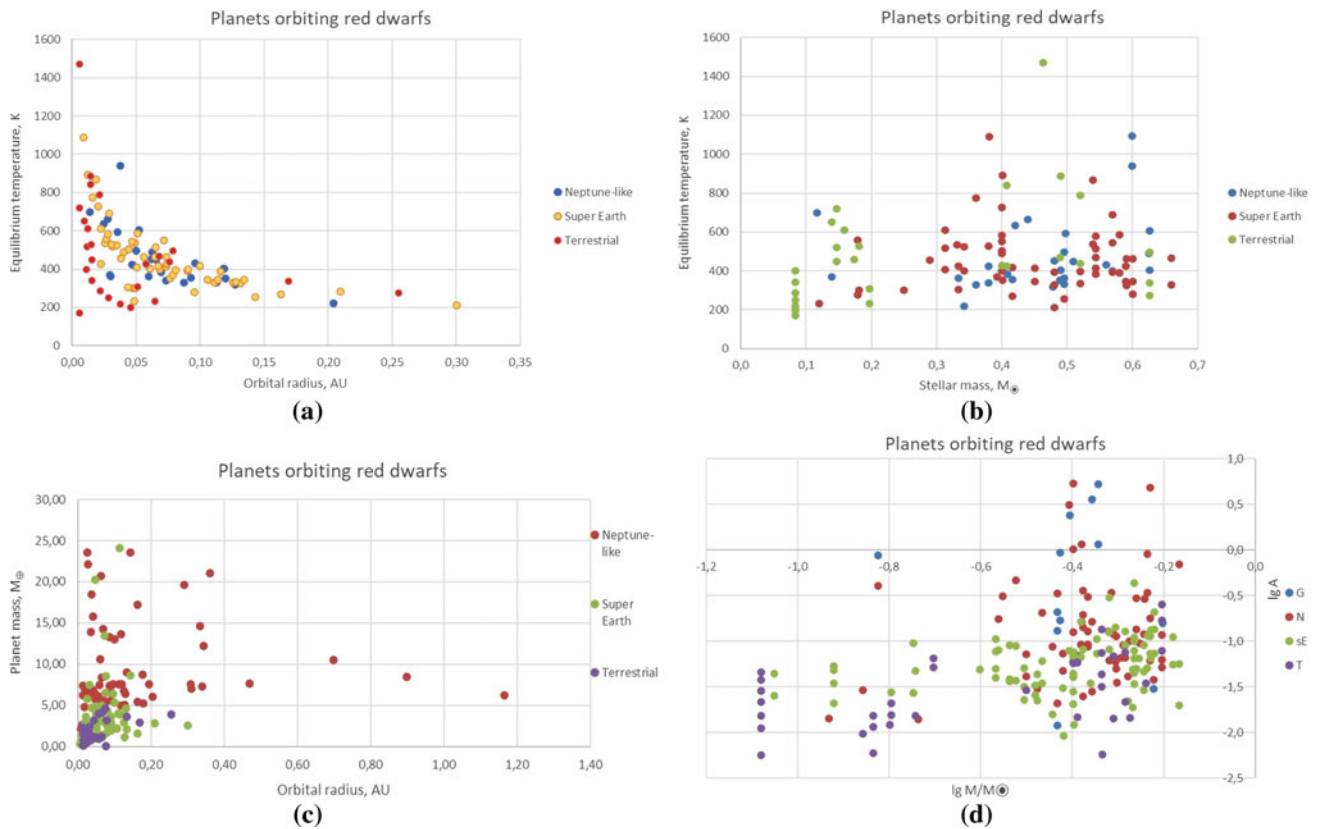 Planets orbiting red dwarfs
Equilibrium temperature, K
1600
1400
1200
1000
800
600
400
200
0
0,00 0,05 0,10 0,15 0,20 0,25 0,30 0,35
Orbital radius, AU
Neptune-like
Super Earth
Terrestrial
(a)
Planets orbiting red dwarfs
Equilibrium temperature, K
1600
1400
1200
1000
800
600
400
200
0
0 0,1 0,2 0,3 0,4 0,5 0,6 0,7
Stellar mass, M☉
Neptune-like
Super Earth
Terrestrial
(b)
Planets orbiting red dwarfs
Planet mass, M⊕
30,00
25,00
20,00
15,00
10,00
5,00
0,00
0,00 0,20 0,40 0,60 0,80 1,00 1,20 1,40
Orbital radius, AU
Neptune-
like
Super
Earth
Terrestrial
(c)
Planets orbiting red dwarfs
1,0
0,5
0,0
-1,2 -1,0 -0,8 -0,6 -0,4 -0,2 0,0
-0,5
-1,0
-1,5
-2,0
-2,5
lg A
G
N
sE
T
lg M/M☉
(d)